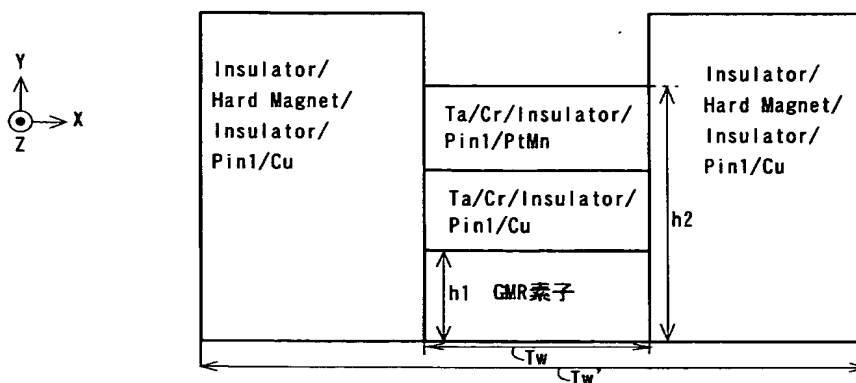 Y
X
Z
Insulator/
Hard Magnet/
Insulator/
Pin1/Cu
Ta/Cr/Insulator/
Pin1/PtMn
Ta/Cr/Insulator/
Pin1/Cu
h1 GMR素子
Insulator/
Hard Magnet/
Insulator/
Pin1/Cu
h2
Tw
Tw'